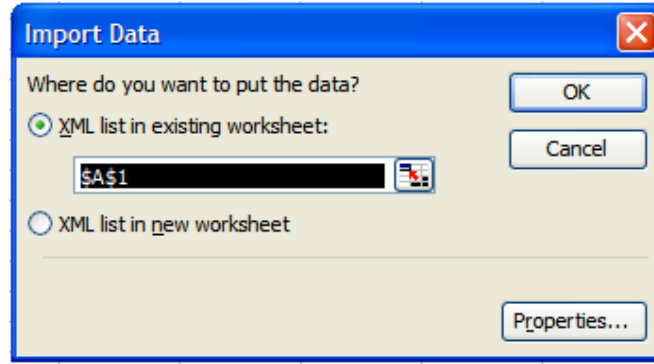 Import Data
Where do you want to put the data?
OK
XML list in existing worksheet:
Cancel
$A$1
XML list in new worksheet
Properties...